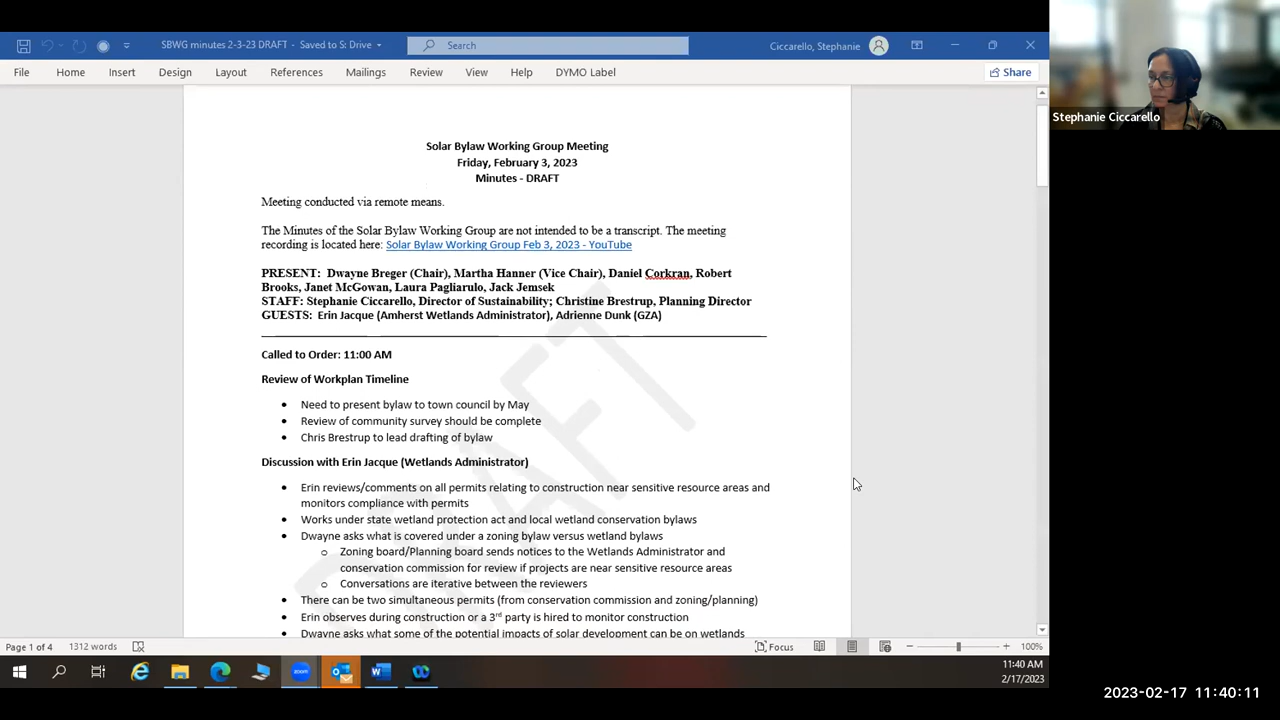 SBWG minutes 2-3-23 DRAFT - Saved to S: Drive
Search
Ciccarello, Stephanie
File Home Insert Design Layout References Mailings Review View Help DYMO Label
Share
Stephanie Ciccarello
Solar Bylaw Working Group Meeting
Friday, February 3, 2023
Minutes - DRAFT
Meeting conducted via remote means.
The Minutes of the Solar Bylaw Working Group are not intended to be a transcript. The meeting
recording is located here: Solar Bylaw Working Group Feb 3, 2023 - YouTube
PRESENT: Dwayne Breger (Chair), Martha Hanner (Vice Chair), Daniel Corkran, Robert
Brooks, Janet McGowan, Laura Pagliarulo, Jack Jemsek
STAFF: Stephanie Ciccarello, Director of Sustainability; Christine Brestrup, Planning Director
GUESTS: Erin Jacque (Amherst Wetlands Administrator), Adrienne Dunk (GZA)
Called to Order: 11:00 AM
Review of Workplan Timeline
• Need to present bylaw to town council by May
• Review of community survey should be complete
• Chris Brestrup to lead drafting of bylaw
Discussion with Erin Jacque (Wetlands Administrator)
• Erin reviews/comments on all permits relating to construction near sensitive resource areas and
monitors compliance with permits
• Works under state wetland protection act and local wetland conservation bylaws
• Dwayne asks what is covered under a zoning bylaw versus wetland bylaws
o Zoning board/Planning board sends notices to the Wetlands Administrator and
conservation commission for review if projects are near sensitive resource areas
o Conversations are iterative between the reviewers
• There can be two simultaneous permits (from conservation commission and zoning/planning)
• Erin observes during construction or a 3rd party is hired to monitor construction
• Dwayne asks what some of the potential impacts of solar development can be on wetlands
DRAFT
Page 1 of 4 1312 words
Focus
100%
zoom
11:40 AM
2/17/2023
2023-02-17 11:40:11